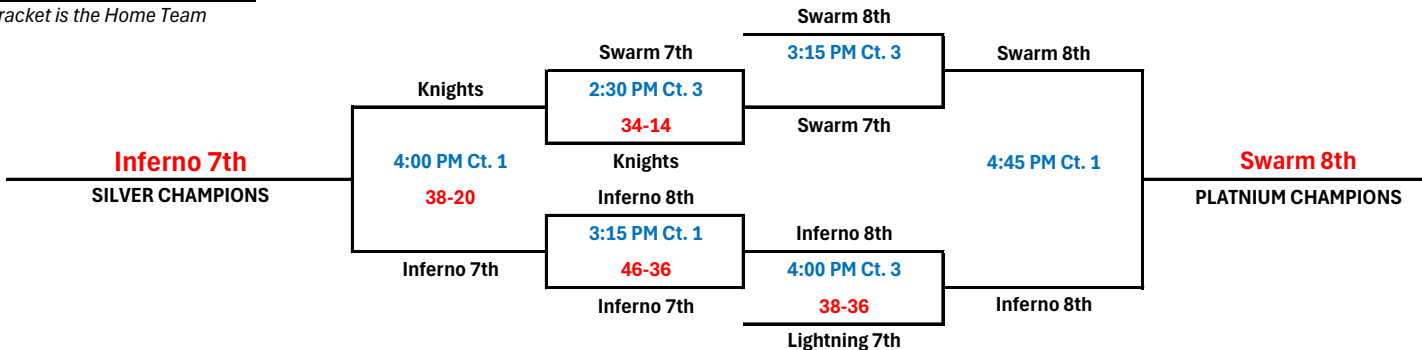 racket is the Home Team
Swarm 8th
Swarm 7th
3:15 PM Ct. 3
Swarm 8th
Knights
2:30 PM Ct. 3
34-14
Swarm 7th
Inferno 7th
4:00 PM Ct. 1
Knights
4:45 PM Ct. 1
Swarm 8th
SILVER CHAMPIONS
38-20
Inferno 8th
PLATNIUM CHAMPIONS
3:15 PM Ct. 1
Inferno 8th
Inferno 7th
46-36
4:00 PM Ct. 3
Inferno 7th
38-36
Inferno 8th
Lightning 7th